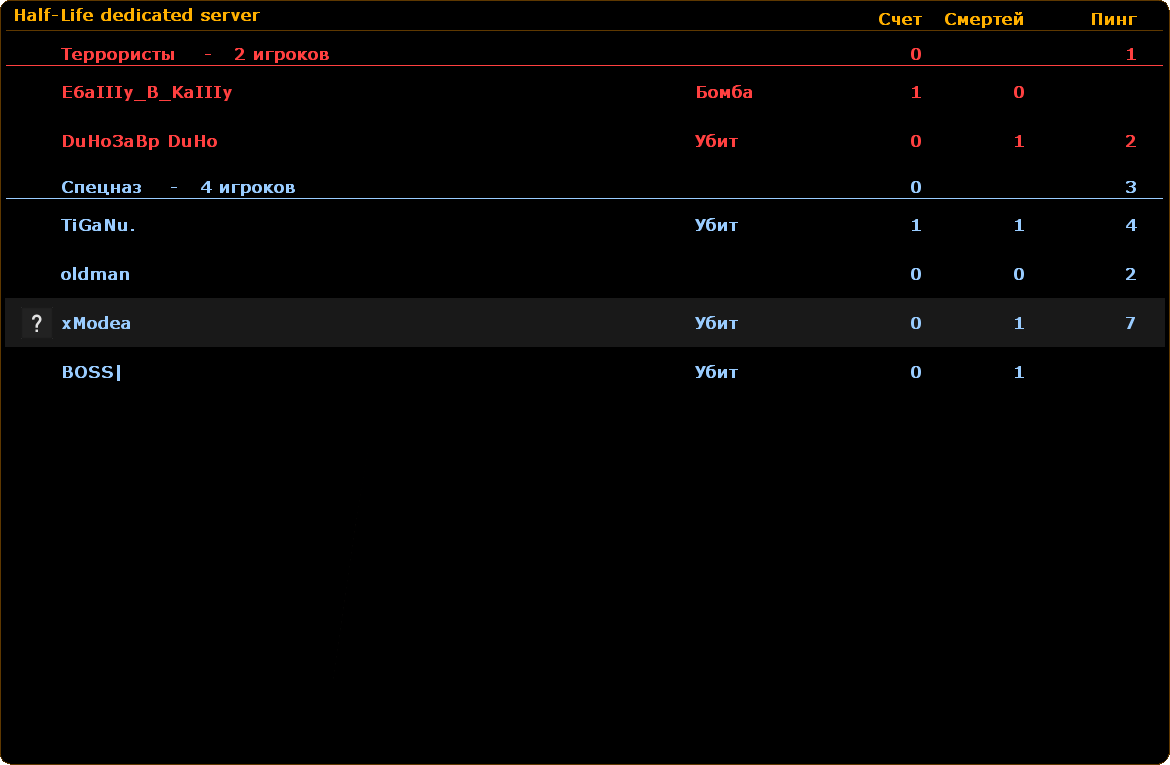 Half-Life dedicated server Счет Смертей Пинг
Террористы - 2 игроков 0 1
E6aIIIy_B_KaIIIy Бомба 1 0
DuHo3aBp DuHo Убит 0 1 2
Спецназ - 4 игроков 0 3
TiGaNu. Убит 1 1 4
oldman 0 0 2
? xModea Убит 0 1 7
BOSS| Убит 0 1